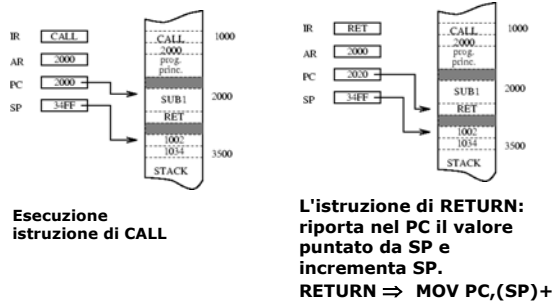 IR CALL
AR 2000
PC 2000
SP 34FF
CALL
2000
prog.
princ.
SUB1
RET
1002
1034
STACK
1000
2000
3500
Esecuzione
istruzione di CALL
IR RET
AR 2000
PC 2020
SP 34FF
CALL
2000
prog.
princ.
SUB1
RET
1002
1034
STACK
1000
2000
3500
L'istruzione di RETURN:
riporta nel PC il valore
puntato da SP e
incrementa SP.
RETURN ⇒ MOV PC,(SP)+